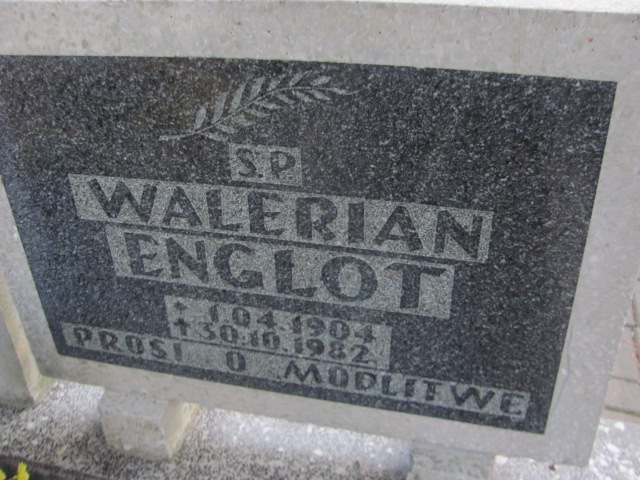 S.P
WALERIAN
ENGLOT
* 1.04.1904
✝ 30.10.1982
PROSI O MODLITWE